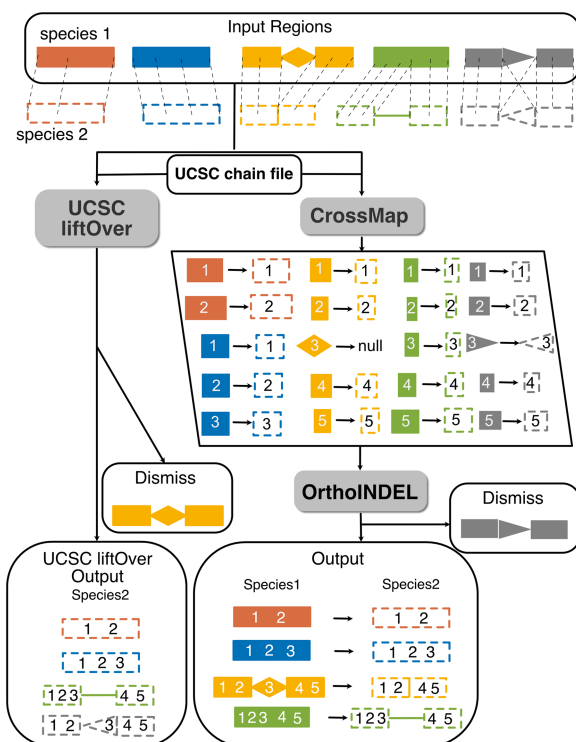 Input Regions
species 1
species 2
UCSC chain file
UCSC
liftOver
CrossMap
1 1 1 1 1 1 1 1
2 2 2 2 2 2 2 2
1 1 3 null 3 3 3 3
2 2 4 4 4 4 4 4
3 3 5 5 5 5 5 5
Dismiss
OrthoINDEL
Dismiss
UCSC liftOver
Output
Species2
1 2
1 2 3
123 4 5
1 2 3 4 5
Output
Species1 Species2
1 2 1 2
1 2 3 1 2 3
1 2 3 4 5 1 2 4 5
123 4 5 123 4 5